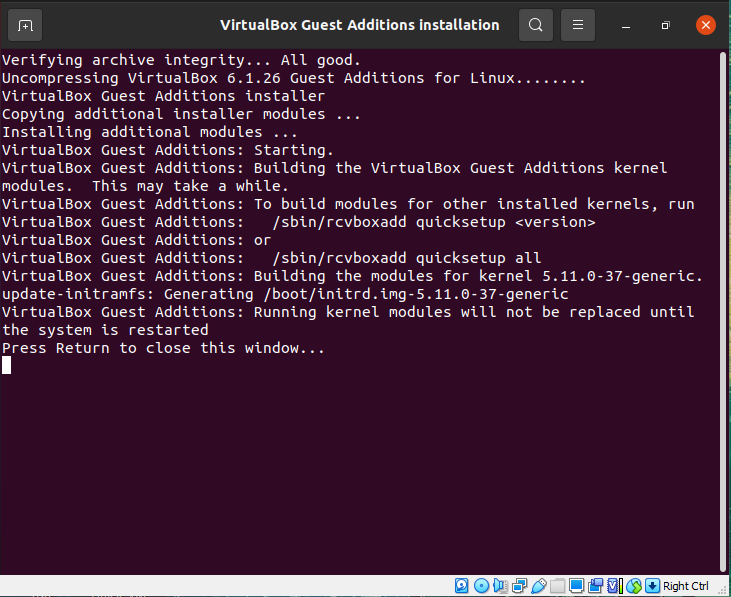 VirtualBox Guest Additions installation
Verifying archive integrity... All good.
Uncompressing VirtualBox 6.1.26 Guest Additions for Linux........
VirtualBox Guest Additions installer
Copying additional installer modules ...
Installing additional modules ...
VirtualBox Guest Additions: Starting.
VirtualBox Guest Additions: Building the VirtualBox Guest Additions kernel
modules.  This may take a while.
VirtualBox Guest Additions: To build modules for other installed kernels, run
VirtualBox Guest Additions:   /sbin/rcvboxadd quicksetup <version>
VirtualBox Guest Additions: or
VirtualBox Guest Additions:   /sbin/rcvboxadd quicksetup all
VirtualBox Guest Additions: Building the modules for kernel 5.11.0-37-generic.
update-initramfs: Generating /boot/initrd.img-5.11.0-37-generic
VirtualBox Guest Additions: Running kernel modules will not be replaced until
the system is restarted
Press Return to close this window...
Right Ctrl